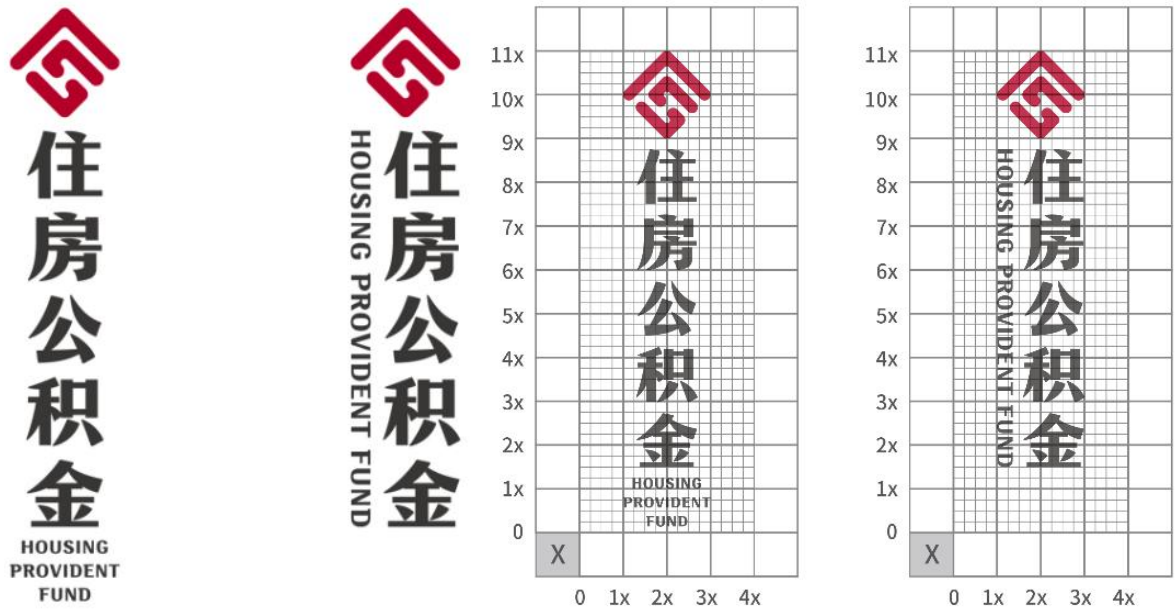 住房公积金
HOUSING
PROVIDENT
FUND
住房公积金
HOUSING PROVIDENT FUND
11x
10x
9x
8x
7x
6x
5x
4x
3x
2x
1x
0
X
0 1x 2x 3x 4x
住房公积金
HOUSING
PROVIDENT
FUND
11x
10x
9x
8x
7x
6x
5x
4x
3x
2x
1x
0
X
0 1x 2x 3x 4x
住房公积金
HOUSING PROVIDENT FUND